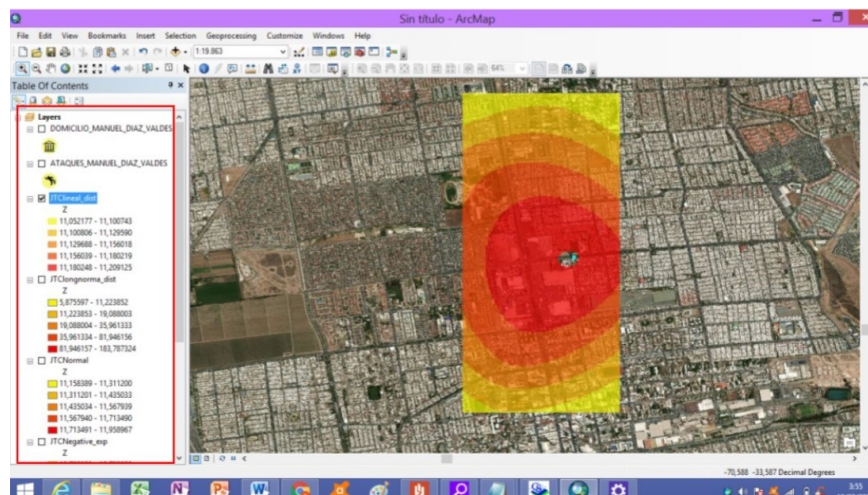 Sin título - ArcMap
File Edit View Bookmarks Insert Selection Geoprocessing Customize Windows Help
1:19.863
64%
Table Of Contents
Layers
DOMICILIO_MANUEL_DIAZ_VALDES
ATAQUES_MANUEL_DIAZ_VALDES
JTClineal_dist
Z
11,052177 - 11,100743
11,100806 - 11,129590
11,129688 - 11,156018
11,156039 - 11,180219
11,180248 - 11,209125
JTClongnorma_dist
Z
5,875597 - 11,223852
11,223853 - 19,088003
19,088004 - 35,961333
35,961334 - 81,946156
81,946157 - 183,787324
JTCNormal
Z
11,158389 - 11,311200
11,311201 - 11,435033
11,435034 - 11,567939
11,567940 - 11,713490
11,713491 - 11,958967
JTCNegative_exp
Z
-70,588 -33,587 Decimal Degrees
3:55